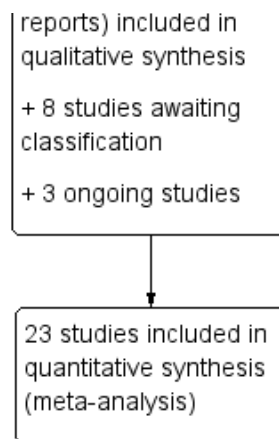 reports) included in
qualitative synthesis
+ 8 studies awaiting
classification
+ 3 ongoing studies
23 studies included in
quantitative synthesis
(meta-analysis)